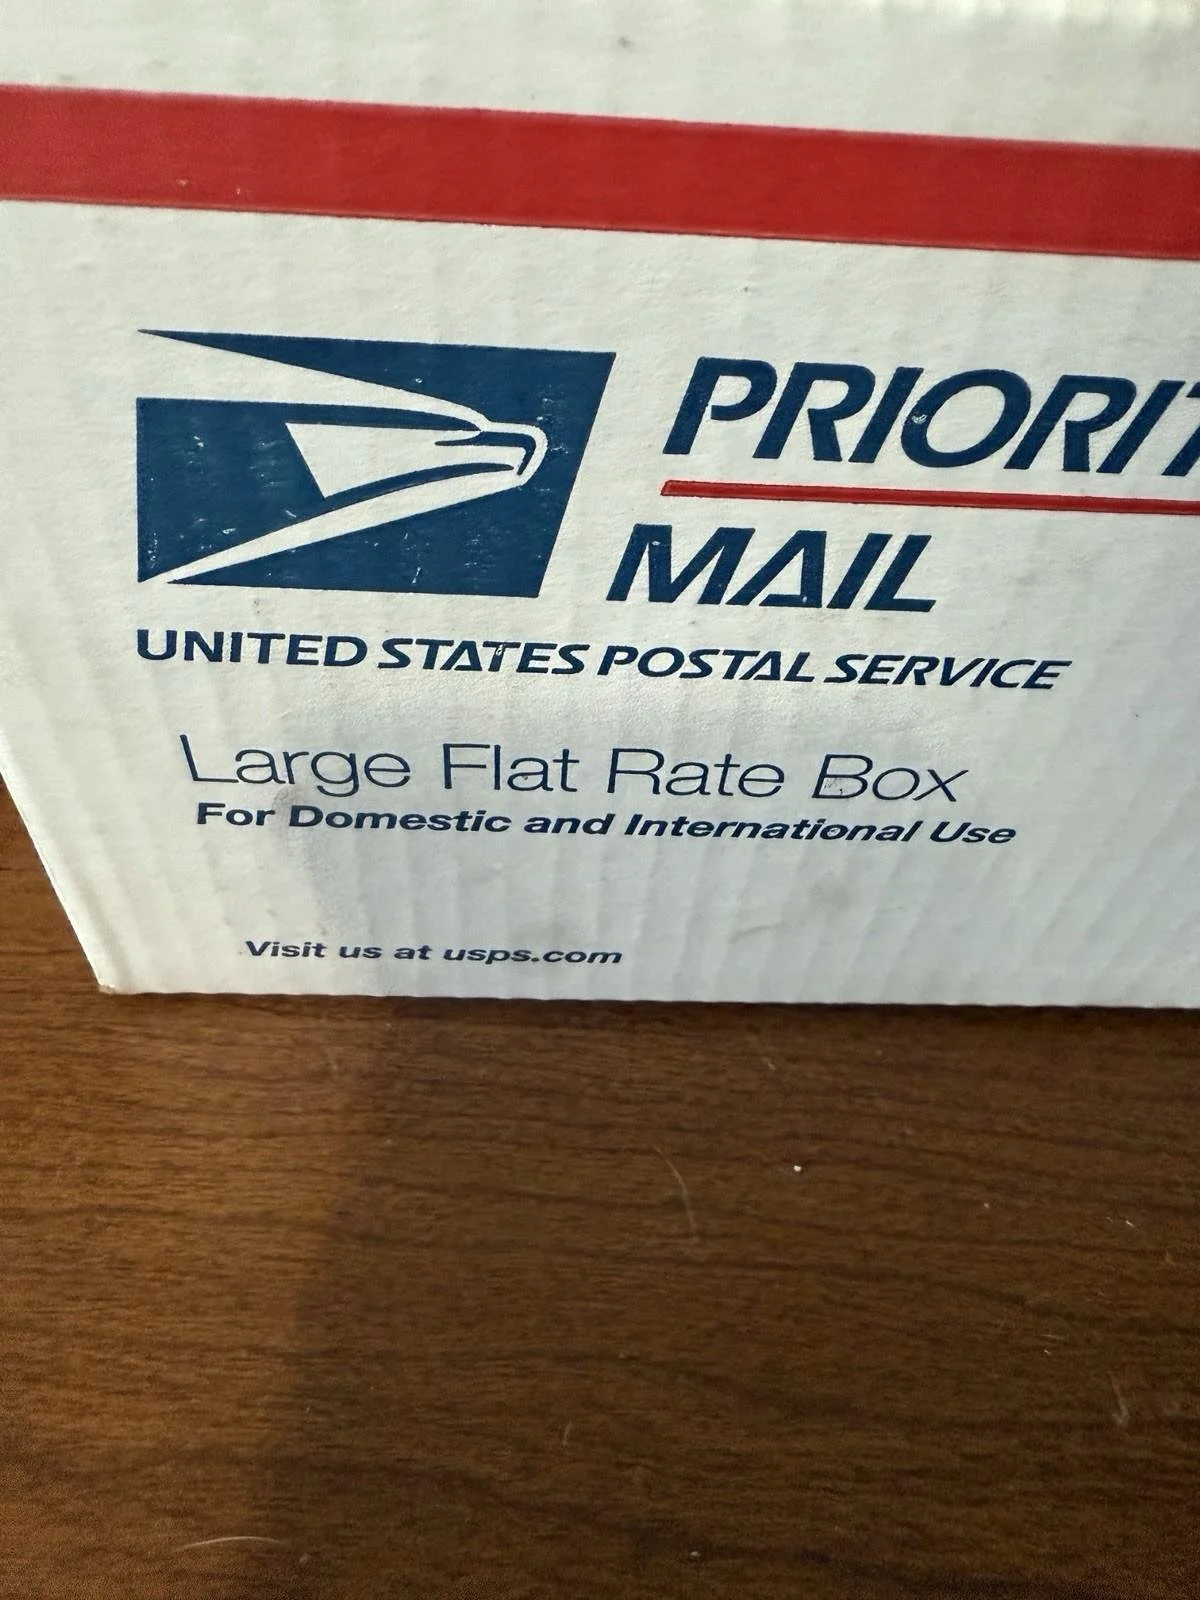 PRIORIT
MAIL
UNITED STATES POSTAL SERVICE
Large Flat Rate Box
For Domestic and International Use
Visit us at usps.com